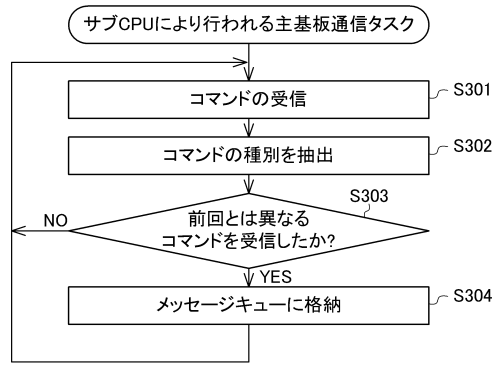 サブCPUにより行われる主基板通信タスク
コマンドの受信
S301
コマンドの種別を抽出
S302
S303
前回とは異なる
コマンドを受信したか?
NO
YES
メッセージキューに格納
S304